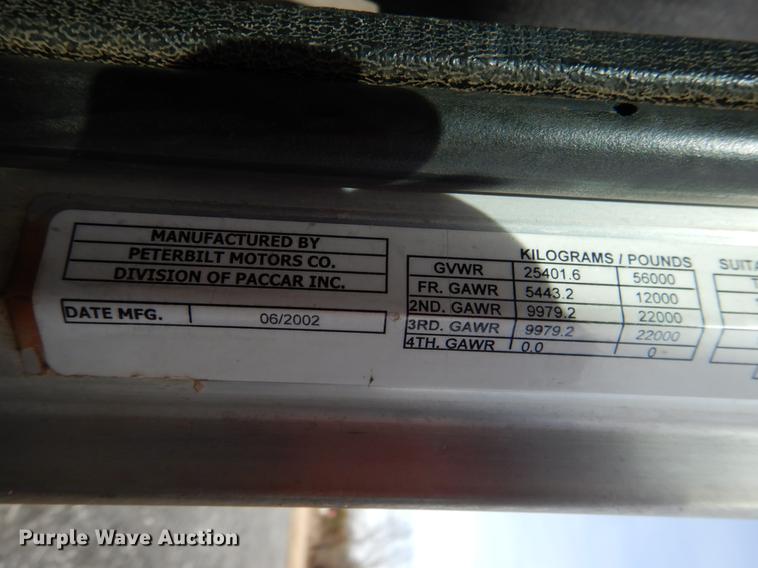 MANUFACTURED BY
PETERBILT MOTORS CO.
DIVISION OF PACCAR INC.
DATE MFG. 06/2002
KILOGRAMS / POUNDS
GVWR 25401.6 56000
FR. GAWR 5443.2 12000
2ND. GAWR 9979.2 22000
3RD. GAWR 9979.2 22000
4TH. GAWR 0.0 0
Purple Wave Auction